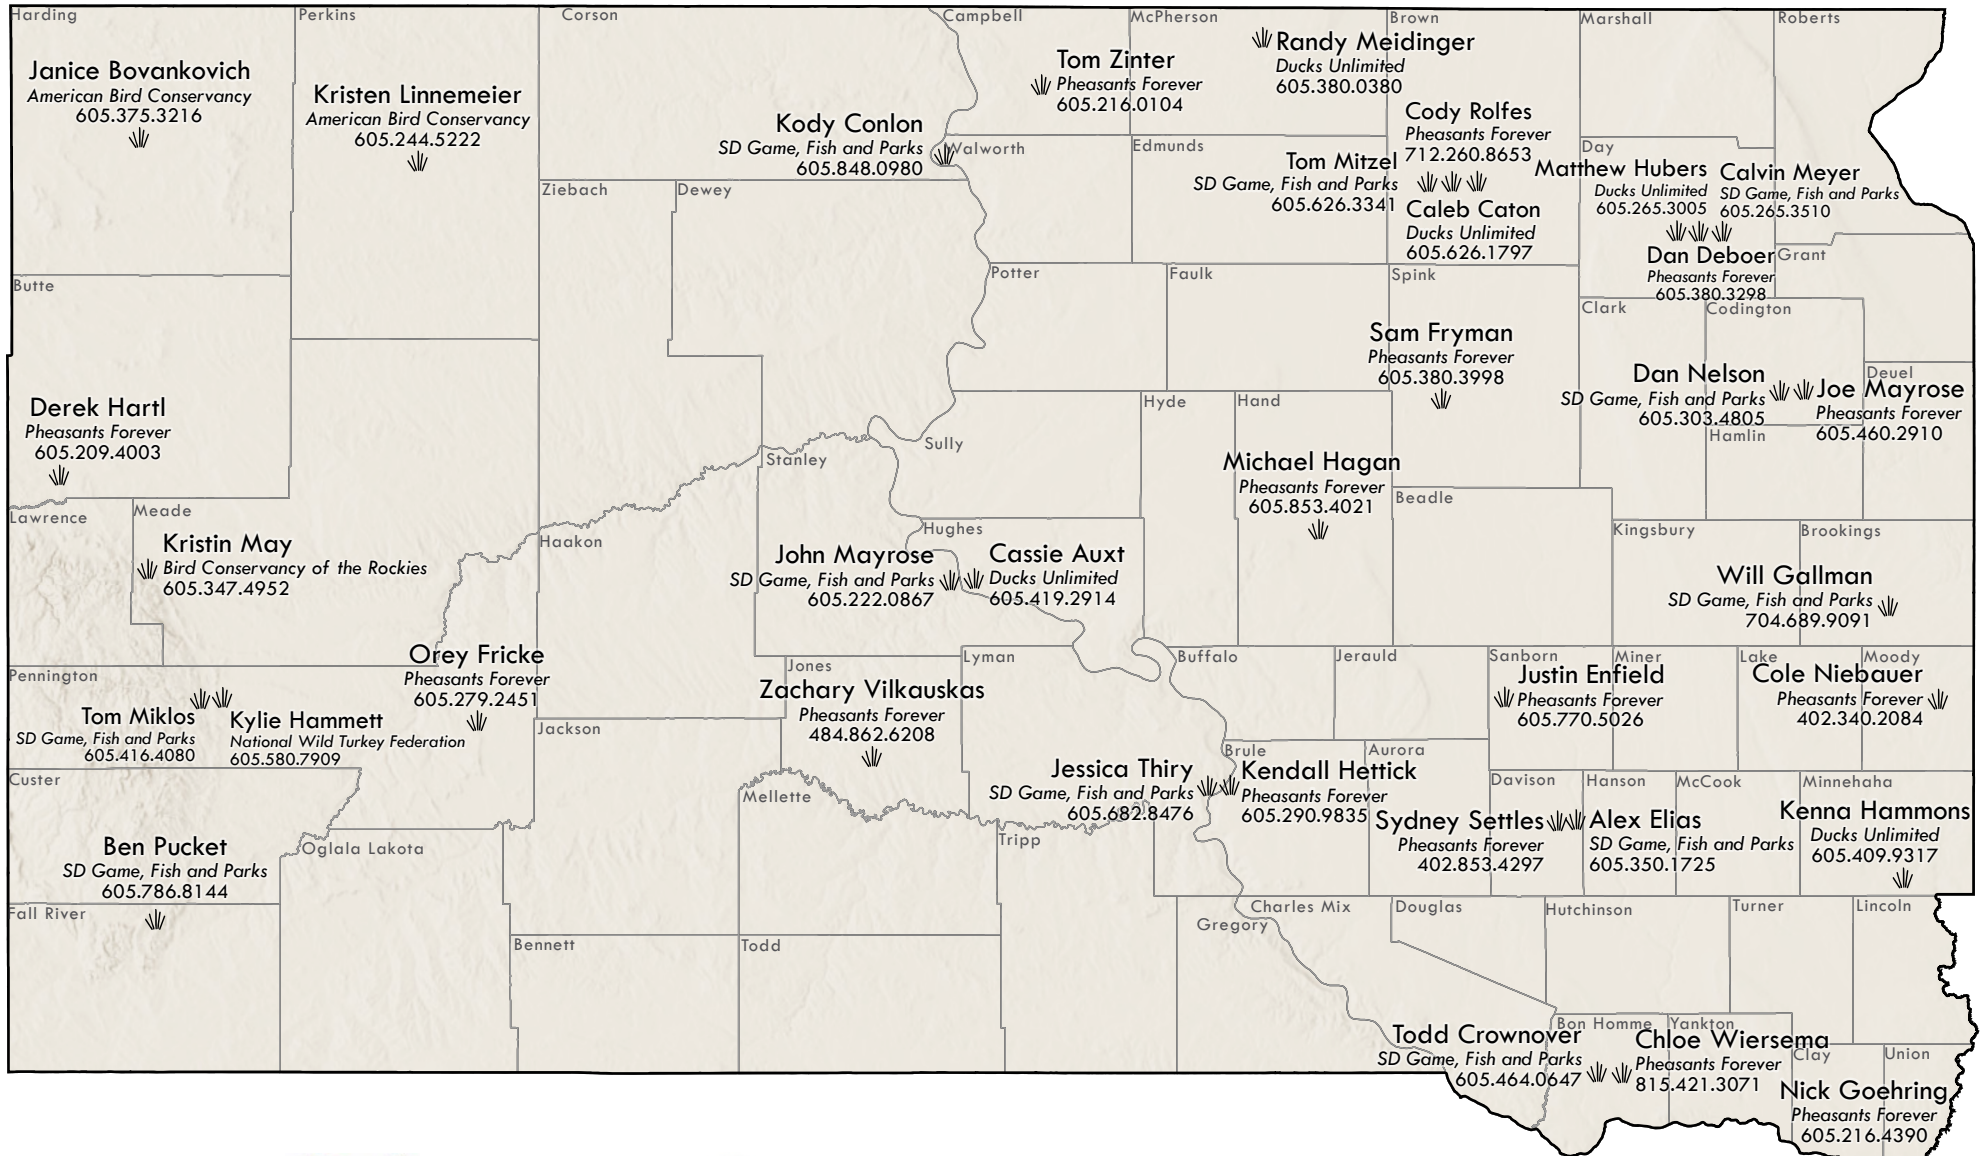 Harding
Perkins
Corson
Campbell
McPherson
Brown
Marshall
Roberts
Janice Bovankovich
American Bird Conservancy
605.375.3216
Kristen Linnemeier
American Bird Conservancy
605.244.5222
Kody Conlon
SD Game, Fish and Parks
605.848.0980
Tom Zinter
Pheasants Forever
605.216.0104
Randy Meidinger
Ducks Unlimited
605.380.0380
Cody Rolfes
Pheasants Forever
712.260.8653
Walworth
Edmunds
Day
Tom Mitzel
SD Game, Fish and Parks
605.626.3341
Caleb Caton
Ducks Unlimited
605.626.1797
Matthew Hubers
Ducks Unlimited
605.265.3005
Calvin Meyer
SD Game, Fish and Parks
605.265.3510
Dan Deboer
Pheasants Forever
605.380.3298
Ziebach
Dewey
Grant
Butte
Potter
Faulk
Spink
Clark
Codington
Sam Fryman
Pheasants Forever
605.380.3998
Dan Nelson
SD Game, Fish and Parks
605.303.4805
Deuel
Joe Mayrose
Pheasants Forever
605.460.2910
Hamlin
Derek Hartl
Pheasants Forever
605.209.4003
Hyde
Hand
Sully
Stanley
Michael Hagan
Pheasants Forever
605.853.4021
Beadle
Lawrence
Meade
Kristin May
Bird Conservancy of the Rockies
605.347.4952
Haakon
Hughes
Kingsbury
Brookings
John Mayrose
SD Game, Fish and Parks
605.222.0867
Cassie Auxt
Ducks Unlimited
605.419.2914
Will Gallman
SD Game, Fish and Parks
704.689.9091
Pennington
Orey Fricke
Pheasants Forever
605.279.2451
Jones
Lyman
Buffalo
Jerauld
Sanborn
Miner
Lake
Moody
Zachary Vilkauskas
Pheasants Forever
484.862.6208
Justin Enfield
Pheasants Forever
605.770.5026
Cole Niebauer
Pheasants Forever
402.340.2084
Tom Miklos
SD Game, Fish and Parks
605.416.4080
Kylie Hammett
National Wild Turkey Federation
605.580.7909
Jackson
Brule
Aurora
Custer
Mellette
Davison
Hanson
McCook
Minnehaha
Jessica Thiry
SD Game, Fish and Parks
605.682.8476
Kendall Hettick
Pheasants Forever
605.290.9835
Sydney Settles
Pheasants Forever
402.853.4297
Alex Elias
SD Game, Fish and Parks
605.350.1725
Kenna Hammons
Ducks Unlimited
605.409.9317
Ben Pucket
SD Game, Fish and Parks
605.786.8144
Oglala Lakota
Tripp
Fall River
Bennett
Todd
Gregory
Charles Mix
Douglas
Hutchinson
Turner
Lincoln
Todd Crownover
SD Game, Fish and Parks
605.464.0647
Bon Homme
Yankton
Chloe Wiersema
Pheasants Forever
815.421.3071
Clay
Union
Nick Goehring
Pheasants Forever
605.216.4390